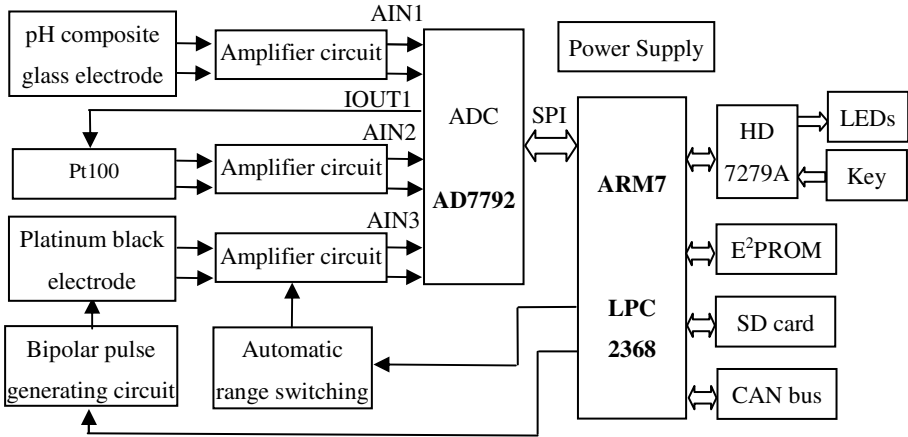 pH composite
glass electrode
Amplifier circuit
AIN1
IOUT1
Pt100
Amplifier circuit
AIN2
Platinum black
electrode
Amplifier circuit
AIN3
Bipolar pulse
generating circuit
Automatic
range switching
ADC
AD7792
SPI
Power Supply
ARM7
LPC
2368
HD
7279A
LEDs
Key
E²PROM
SD card
CAN bus